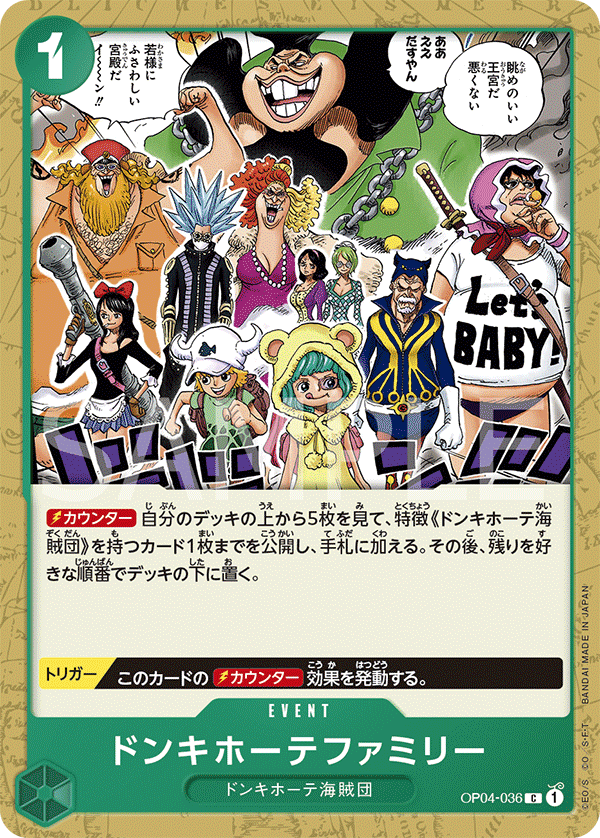 1
若様に
ふさわしい
宮殿だ
イ～～～ン!!
ああ
ええ
だすやん
眺めのいい
王宮だ
悪くない
Let's
BABY!
SAMPLE
カウンター 自分のデッキの上から5枚を見て、特徴《ドンキホーテ海
賊団》を持つカード1枚までを公開し、手札に加える。その後、残りを好
きな順番でデッキの下に置く。
トリガー このカードの カウンター 効果を発動する。
EVENT
ドンキホーテファミリー
ドンキホーテ海賊団
OP04-036 C 1
©E.O./S. ©O. S・F・T BANDAI MADE IN JAPAN